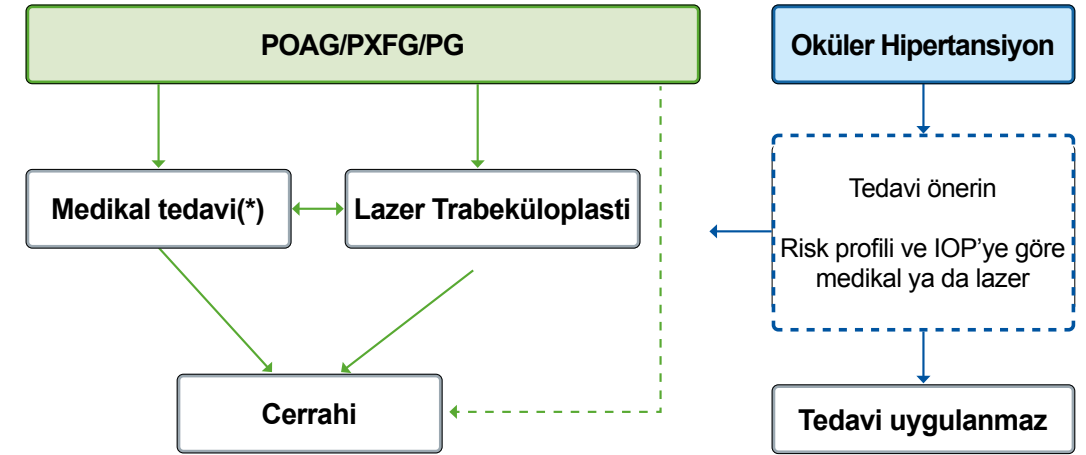 POAG/PXFG/PG
Oküler Hipertansiyon
Medikal tedavi(*)
Lazer Trabeküloplasti
Tedavi önerin
Risk profili ve IOP’ye göre
medikal ya da lazer
Cerrahi
Tedavi uygulanmaz